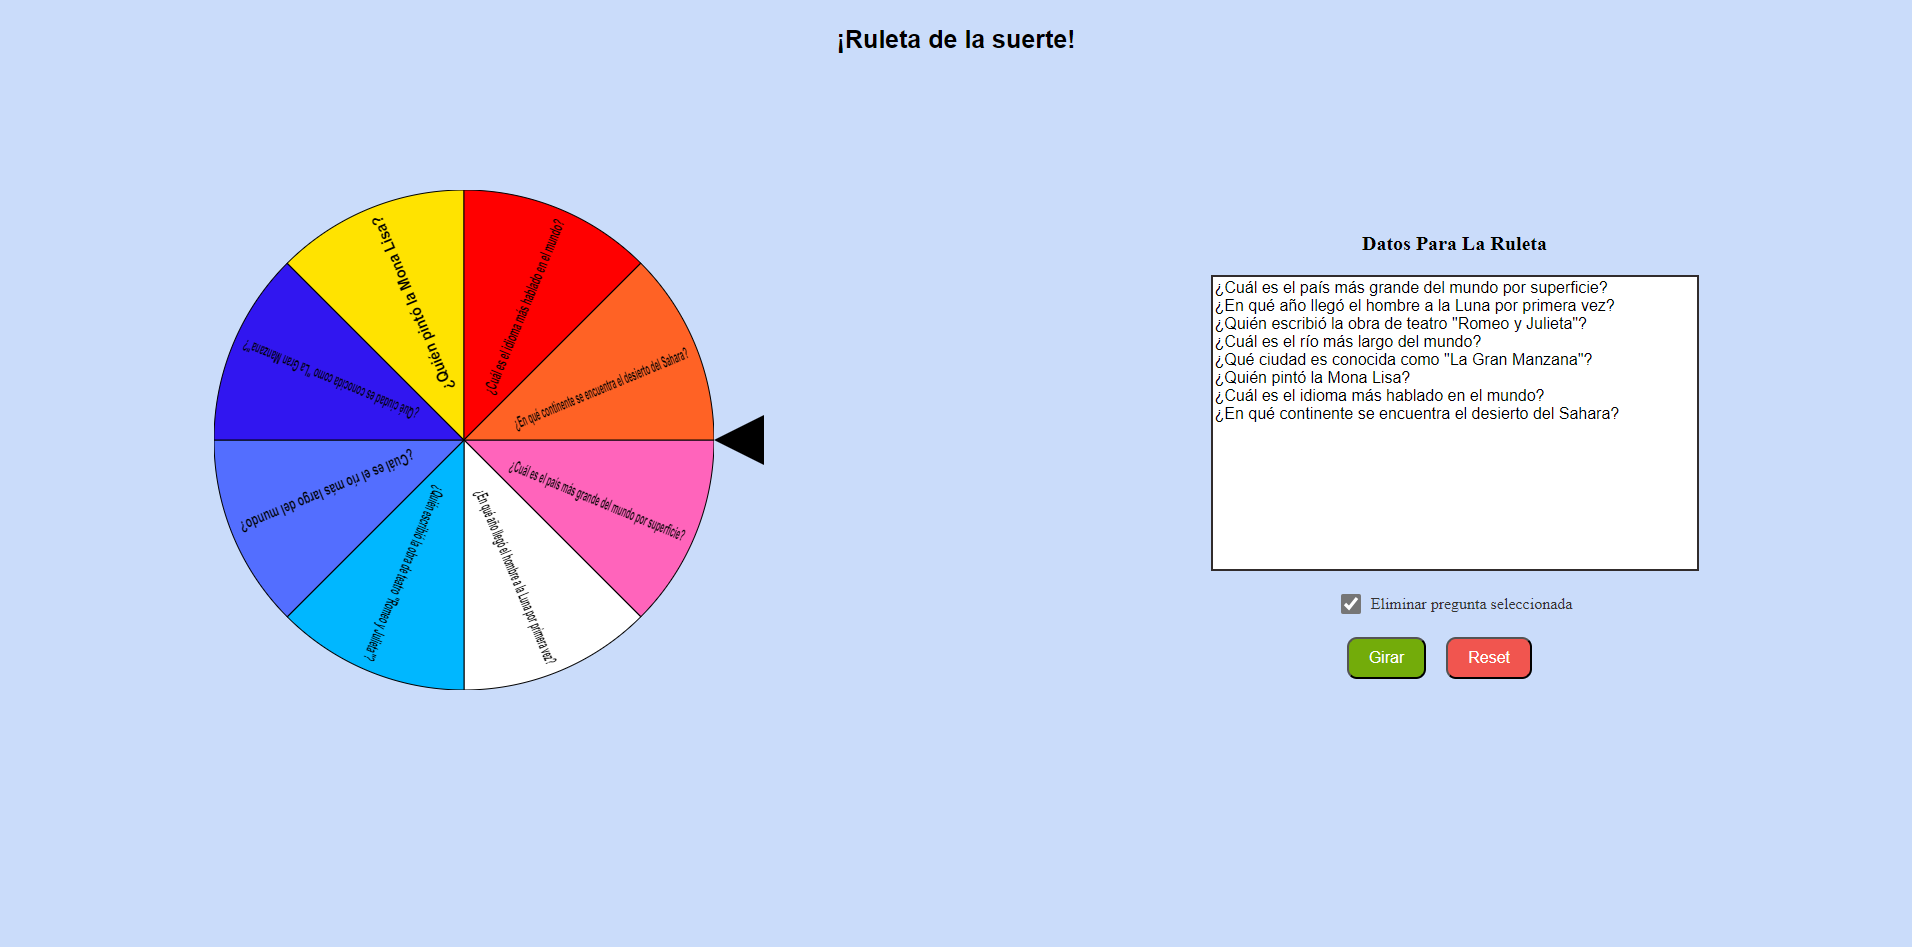 ¡Ruleta de la suerte!
¿Quién pintó la Mona Lisa?
¿Cuál es el idioma más hablado en el mundo?
¿En qué continente se encuentra el desierto del Sahara?
¿Cuál es el país más grande del mundo por superficie?
¿En qué año llegó el hombre a la Luna por primera vez?
¿Quién escribió la obra de teatro "Romeo y Julieta"?
¿Cuál es el río más largo del mundo?
¿Qué ciudad es conocida como "La Gran Manzana"?
Datos Para La Ruleta
¿Cuál es el país más grande del mundo por superficie?
¿En qué año llegó el hombre a la Luna por primera vez?
¿Quién escribió la obra de teatro "Romeo y Julieta"?
¿Cuál es el río más largo del mundo?
¿Qué ciudad es conocida como "La Gran Manzana"?
¿Quién pintó la Mona Lisa?
¿Cuál es el idioma más hablado en el mundo?
¿En qué continente se encuentra el desierto del Sahara?
Eliminar pregunta seleccionada
Girar
Reset